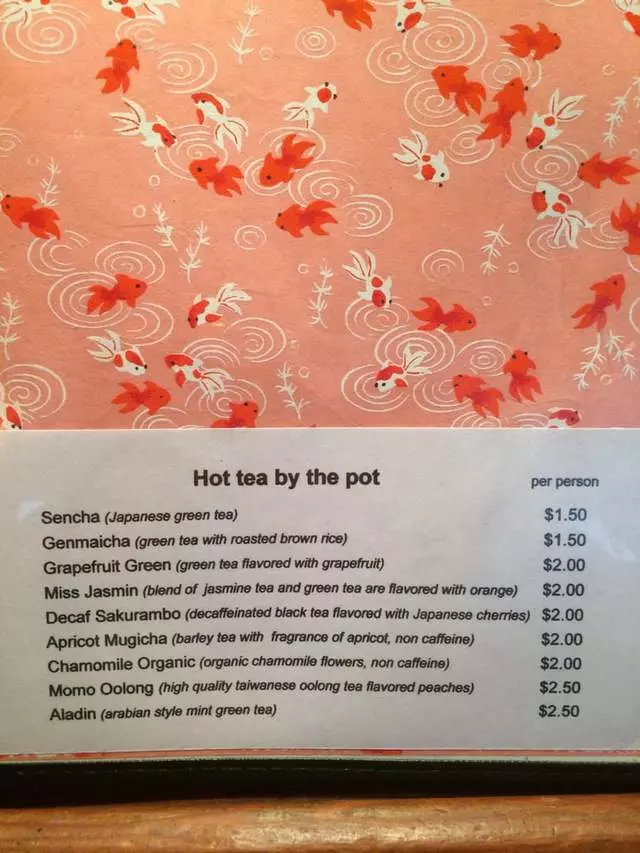 Hot tea by the pot per person
Sencha (Japanese green tea) $1.50
Genmaicha (green tea with roasted brown rice) $1.50
Grapefruit Green (green tea flavored with grapefruit) $2.00
Miss Jasmin (blend of jasmine tea and green tea are flavored with orange) $2.00
Decaf Sakurambo (decaffeinated black tea flavored with Japanese cherries) $2.00
Apricot Mugicha (barley tea with fragrance of apricot, non caffeine) $2.00
Chamomile Organic (organic chamomile flowers, non caffeine) $2.00
Momo Oolong (high quality taiwanese oolong tea flavored peaches) $2.50
Aladin (arabian style mint green tea) $2.50